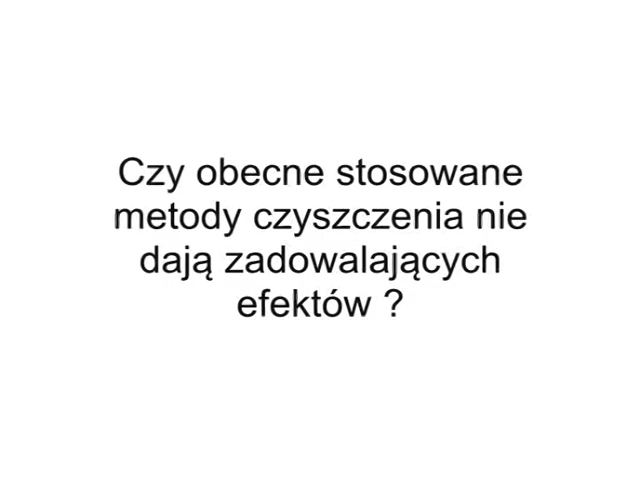 Czy obecne stosowane
metody czyszczenia nie
dają zadowalających
efektów ?